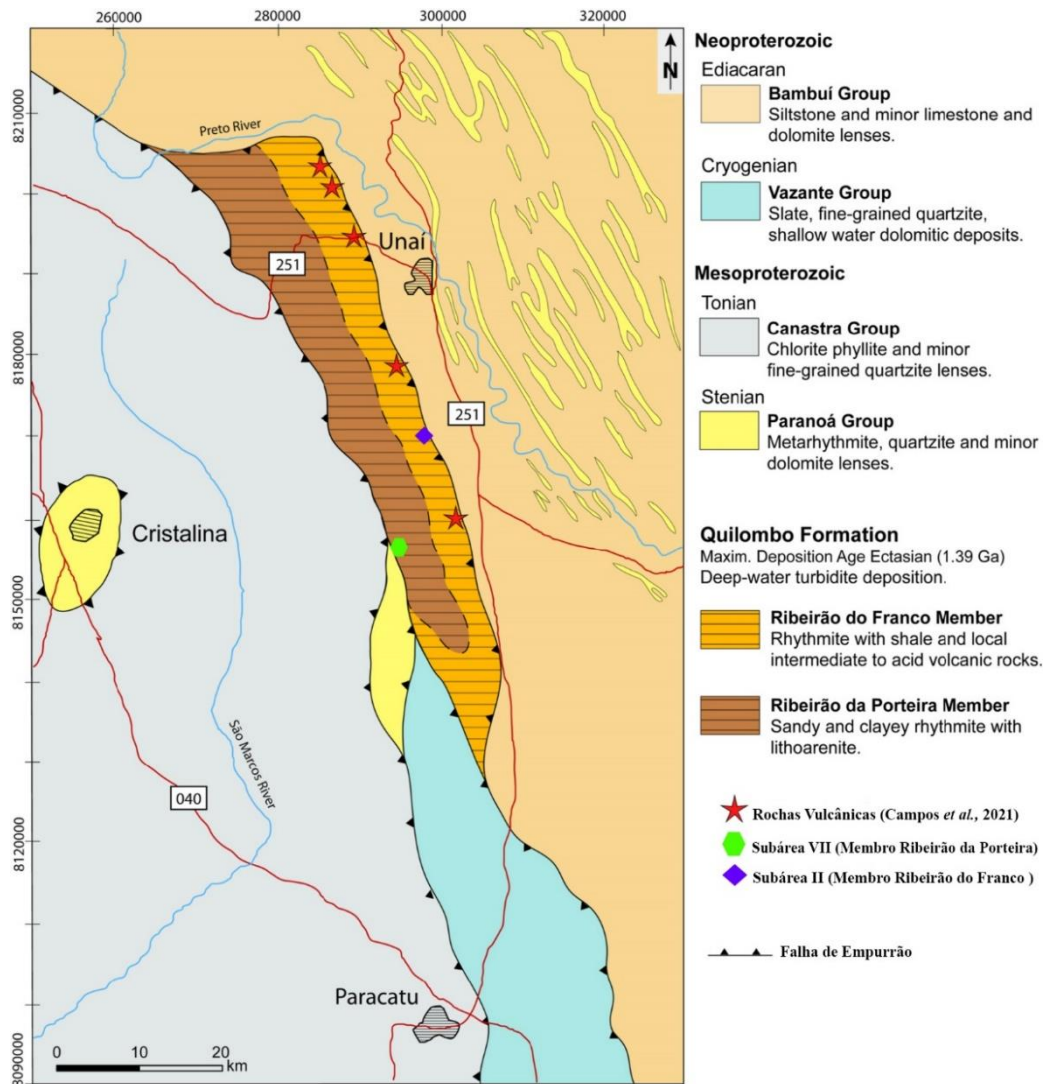 260000
280000
300000
320000
8210000
8180000
8150000
8120000
8090000
N
Preto River
Unaí
251
251
Cristalina
São Marcos River
040
Paracatu
0 10 20
km
Neoproterozoic
Ediacaran
Bambuí Group
Siltstone and minor limestone and
dolomite lenses.
Cryogenian
Vazante Group
Slate, fine-grained quartzite,
shallow water dolomitic deposits.
Mesoproterozoic
Tonian
Canastra Group
Chlorite phyllite and minor
fine-grained quartzite lenses.
Stenian
Paranoá Group
Metarhythmite, quartzite and minor
dolomite lenses.
Quilombo Formation
Maxim. Deposition Age Ectasian (1.39 Ga)
Deep-water turbidite deposition.
Ribeirão do Franco Member
Rhythmite with shale and local
intermediate to acid volcanic rocks.
Ribeirão da Porteira Member
Sandy and clayey rhythmite with
lithoarenite.
Rochas Vulcânicas (Campos et al., 2021)
Subárea VII (Membro Ribeirão da Porteira)
Subárea II (Membro Ribeirão do Franco )
Falha de Empurrão